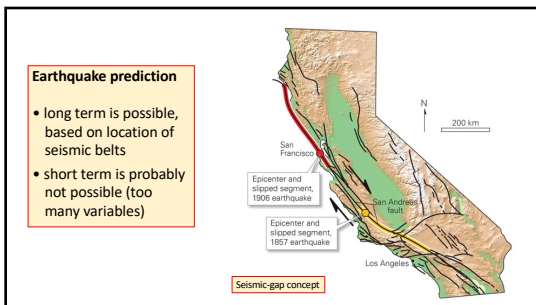 Earthquake prediction
• long term is possible,
based on location of
seismic belts
• short term is probably
not possible (too
many variables)
N
200 km
San
Francisco
Epicenter and
slipped segment,
1906 earthquake
San Andreas
fault
Epicenter and
slipped segment,
1857 earthquake
Los Angeles
Seismic-gap concept